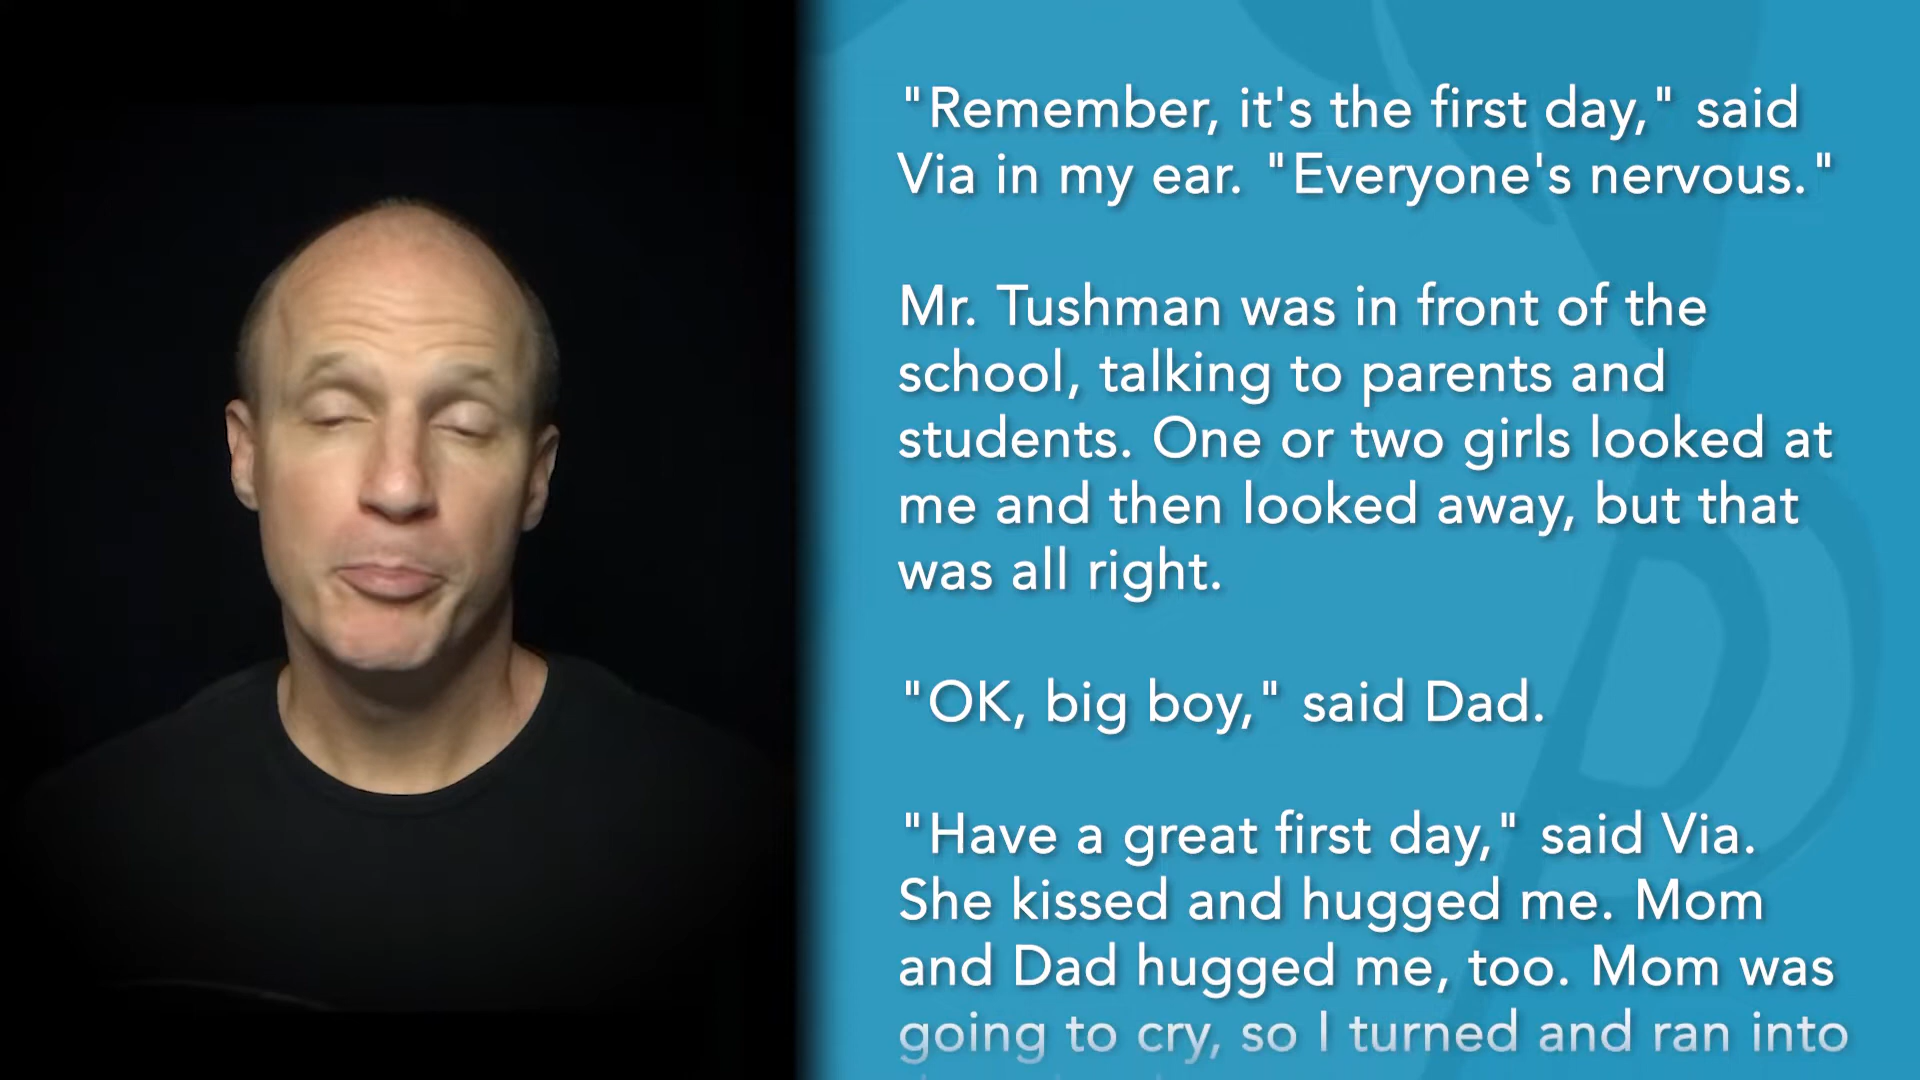 "Remember, it's the first day," said
Via in my ear. "Everyone's nervous."
Mr. Tushman was in front of the
school, talking to parents and
students. One or two girls looked at
me and then looked away, but that
was all right.
"OK, big boy," said Dad.
"Have a great first day," said Via.
She kissed and hugged me. Mom
and Dad hugged me, too. Mom was
going to cry, so I turned and ran into